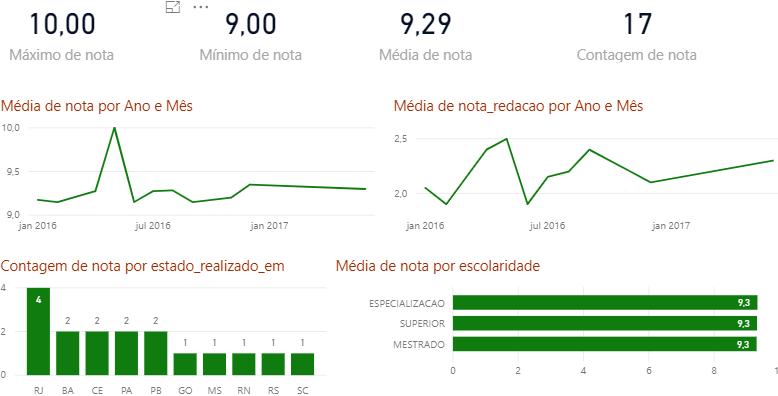 10,00 9,00 9,29 17
Máximo de nota Mínimo de nota Média de nota Contagem de nota
Média de nota por Ano e Mês
10,0
9,5
9,0
jan 2016 jul 2016 jan 2017
Média de nota_redacao por Ano e Mês
2,5
2,0
jan 2016 jul 2016 jan 2017
Contagem de nota por estado_realizado_em
4
2
0
4 2 2 2 2 1 1 1 1 1
RJ BA CE PA PB GO MS RN RS SC
Média de nota por escolaridade
ESPECIALIZACAO 9,3
SUPERIOR 9,3
MESTRADO 9,3
0 2 4 6 8 1